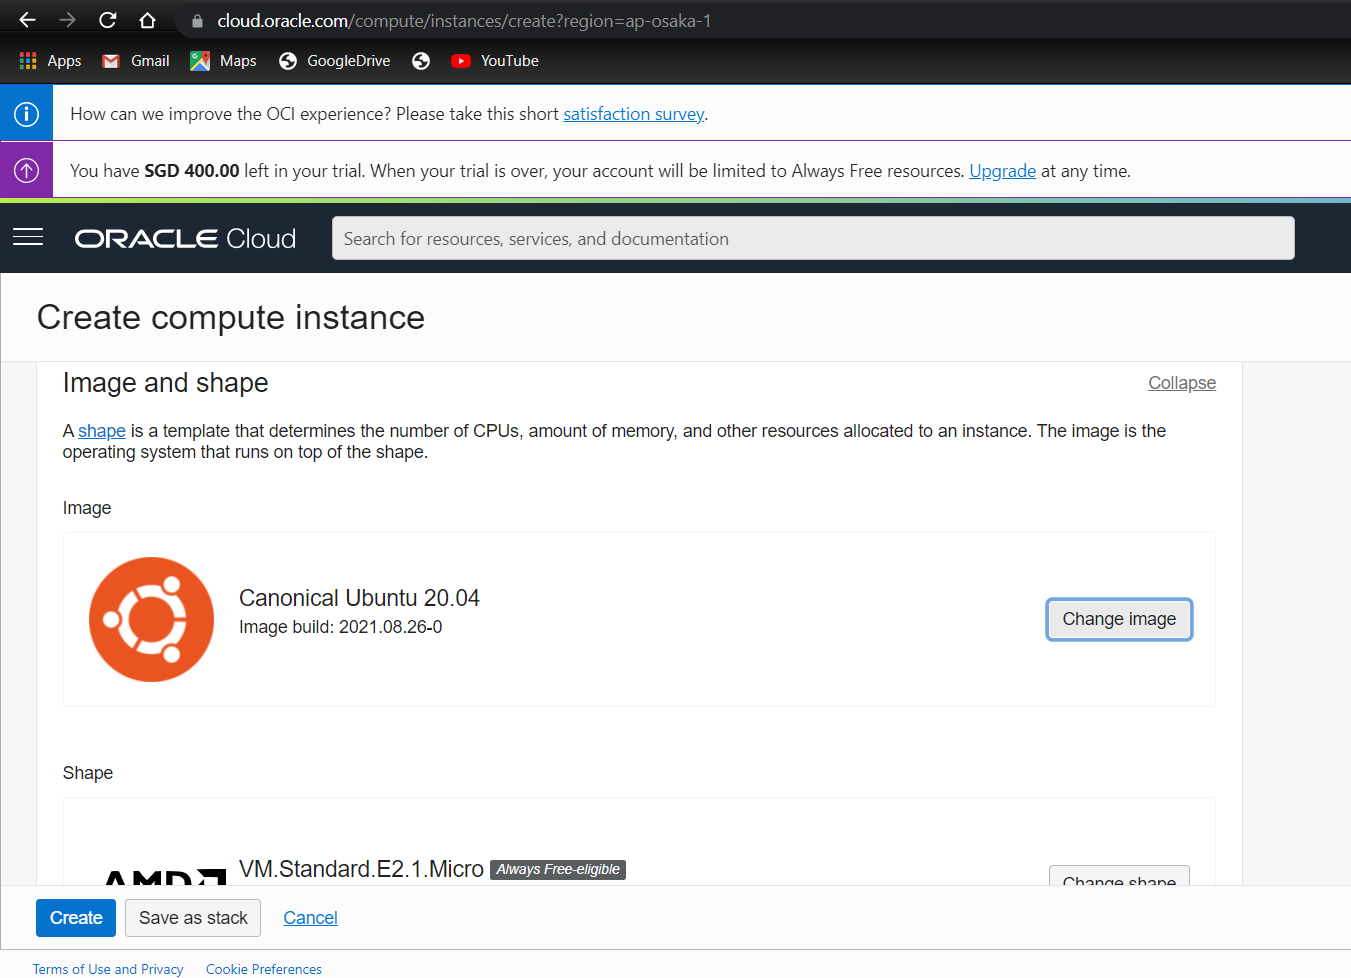 cloud.oracle.com/compute/instances/create?region=ap-osaka-1
Apps Gmail Maps GoogleDrive YouTube
How can we improve the OCI experience? Please take this short satisfaction survey.
You have SGD 400.00 left in your trial. When your trial is over, your account will be limited to Always Free resources. Upgrade at any time.
ORACLE Cloud Search for resources, services, and documentation
Create compute instance
Image and shape Collapse
A shape is a template that determines the number of CPUs, amount of memory, and other resources allocated to an instance. The image is the
operating system that runs on top of the shape.
Image
Canonical Ubuntu 20.04
Image build: 2021.08.26-0
Change image
Shape
AMD VM.Standard.E2.1.Micro Always Free-eligible
Change shape
Create Save as stack Cancel
Terms of Use and Privacy Cookie Preferences